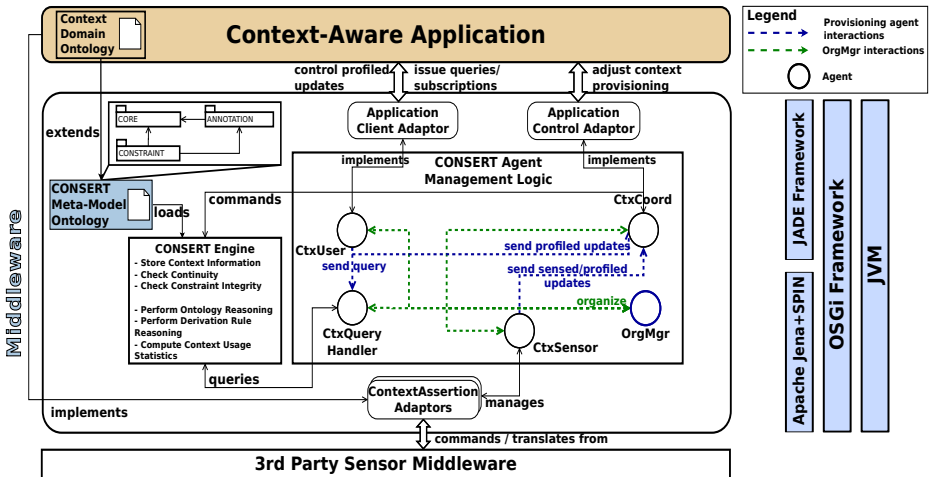 Context
Domain
Ontology
Context-Aware Application
Legend
Provisioning agent
interactions
OrgMgr interactions
Agent
control profiled
updates
issue queries/
subscriptions
adjust context
provisioning
extends
CORE
ANNOTATION
CONSTRAINT
Application
Client Adaptor
Application
Control Adaptor
implements
implements
CONSERT Agent
Management Logic
CONSERT
Meta-Model
Ontology
loads
commands
CtxCoord
CtxUser
send profiled updates
send query
send sensed/profiled
updates
organize
CONSERT Engine
- Store Context Information
- Check Continuity
- Check Constraint Integrity
- Perform Ontology Reasoning
- Perform Derivation Rule
Reasoning
- Compute Context Usage
Statistics
CtxQuery
Handler
CtxSensor
OrgMgr
queries
ContextAssertion
Adaptors
manages
implements
commands / translates from
3rd Party Sensor Middleware
Middleware
JADE Framework
Apache Jena+SPIN
OSGi Framework
JVM